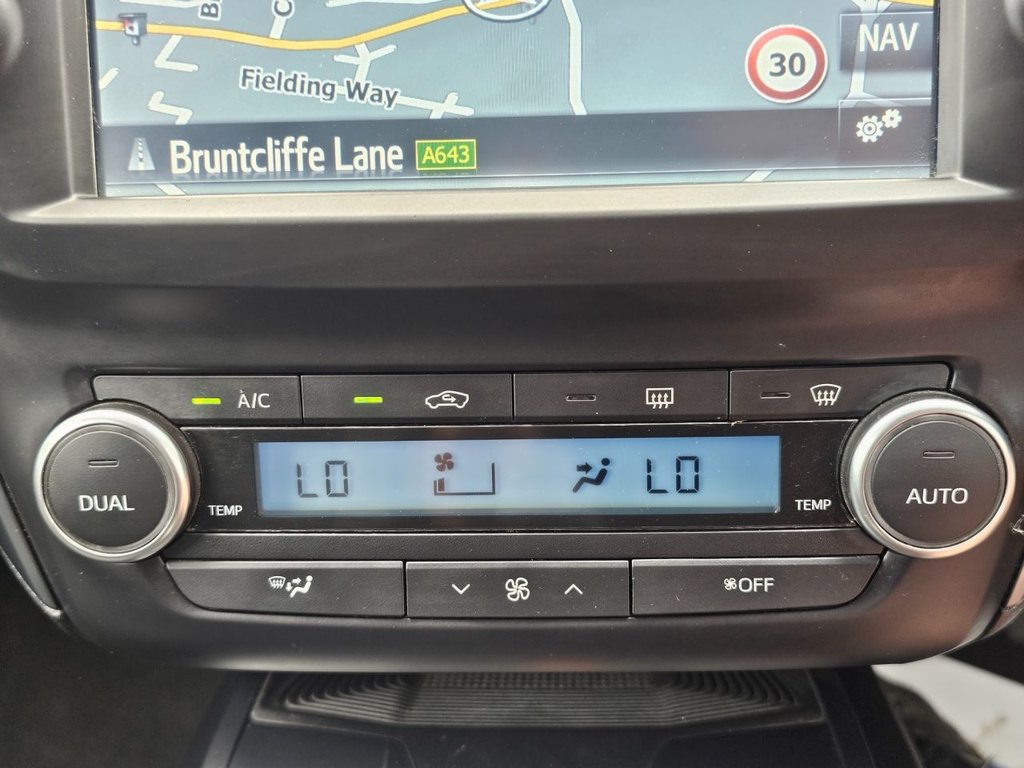 NAV
30
Fielding Way
Bruntcliffe Lane A643
A/C
LO LO
DUAL TEMP TEMP AUTO
OFF